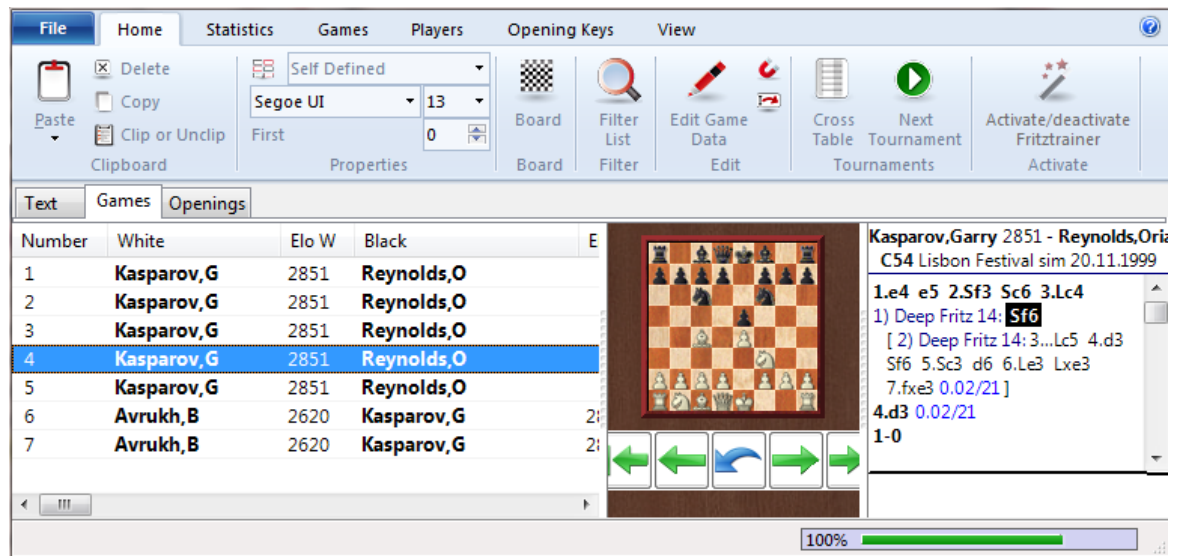 File Home Statistics Games Players Opening Keys View
Delete Self Defined
Copy Segoe UI 13
Paste Board Filter List Edit Game Data Cross Table Next Tournament Activate/deactivate Fritztrainer
Clip or Unclip First 0
Clipboard Properties Board Filter Edit Tournaments Activate
Text Games Openings
Number White Elo W Black E
1 Kasparov,G 2851 Reynolds,O
2 Kasparov,G 2851 Reynolds,O
3 Kasparov,G 2851 Reynolds,O
4 Kasparov,G 2851 Reynolds,O
5 Kasparov,G 2851 Reynolds,O
6 Avrukh,B 2620 Kasparov,G 28
7 Avrukh,B 2620 Kasparov,G 28
Kasparov,Garry 2851 - Reynolds,Oria
C54 Lisbon Festival sim 20.11.1999
1.e4 e5 2.Sf3 Sc6 3.Lc4
1) Deep Fritz 14: Sf6
[ 2) Deep Fritz 14: 3...Lc5 4.d3
Sf6 5.Sc3 d6 6.Le3 Lxe3
7.fxe3 0.02/21 ]
4.d3 0.02/21
1-0
100%